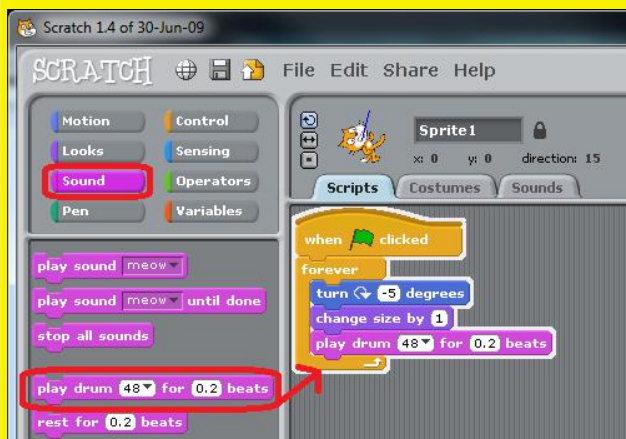 Scratch 1.4 of 30-Jun-09
SCRATCH File Edit Share Help
Motion Control
Looks Sensing
Sound Operators
Pen Variables
Sprite1
x: 0 y: 0 direction: 15
Scripts Costumes Sounds
play sound meow
play sound meow until done
stop all sounds
play drum 48 for 0.2 beats
rest for 0.2 beats
when clicked
forever
turn -5 degrees
change size by 1
play drum 48 for 0.2 beats